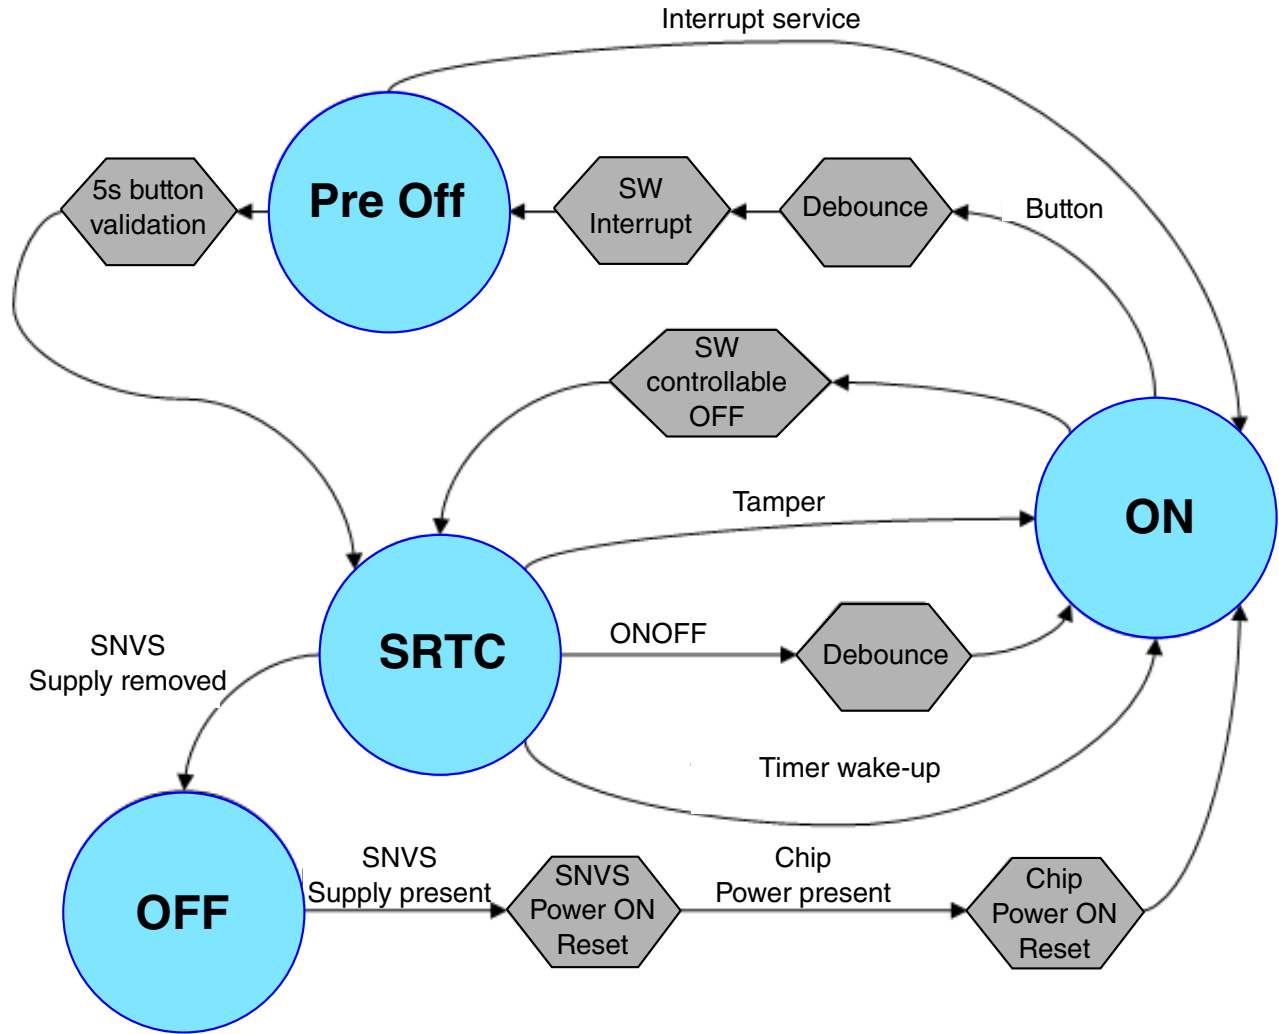 Interrupt service
5s button
validation
Pre Off
SW
Interrupt
Debounce
Button
SW
controllable
OFF
Tamper
ON
SRTC
ONOFF
Debounce
SNVS
Supply removed
Timer wake-up
OFF
SNVS
Supply present
SNVS
Power ON
Reset
Chip
Power present
Chip
Power ON
Reset